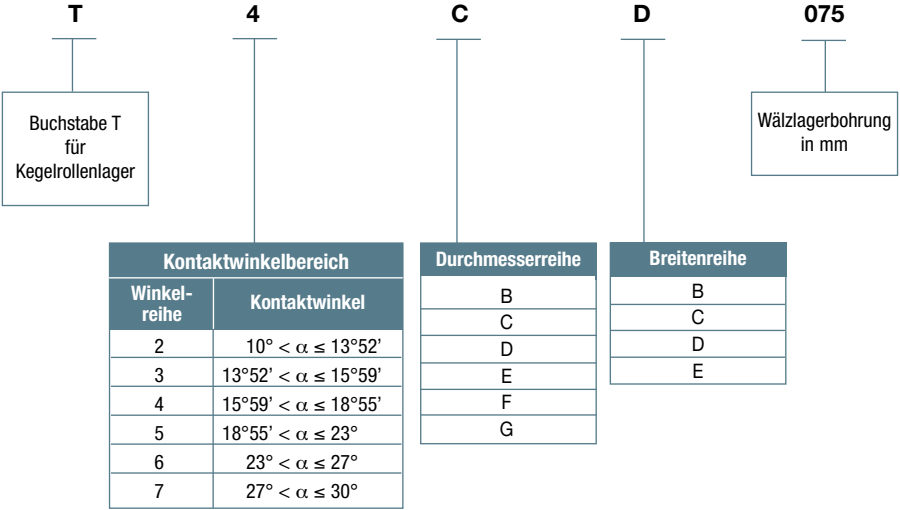 T 4 C D 075
Buchstabe T
für
Kegelrollenlager
Wälzlagerbohrung
in mm
Kontaktwinkelbereich
Winkel-
reihe
Kontaktwinkel
2 10° < α ≤ 13°52’
3 13°52’ < α ≤ 15°59’
4 15°59’ < α ≤ 18°55’
5 18°55’ < α ≤ 23°
6 23° < α ≤ 27°
7 27° < α ≤ 30°
Durchmesserreihe
B
C
D
E
F
G
Breitenreihe
B
C
D
E